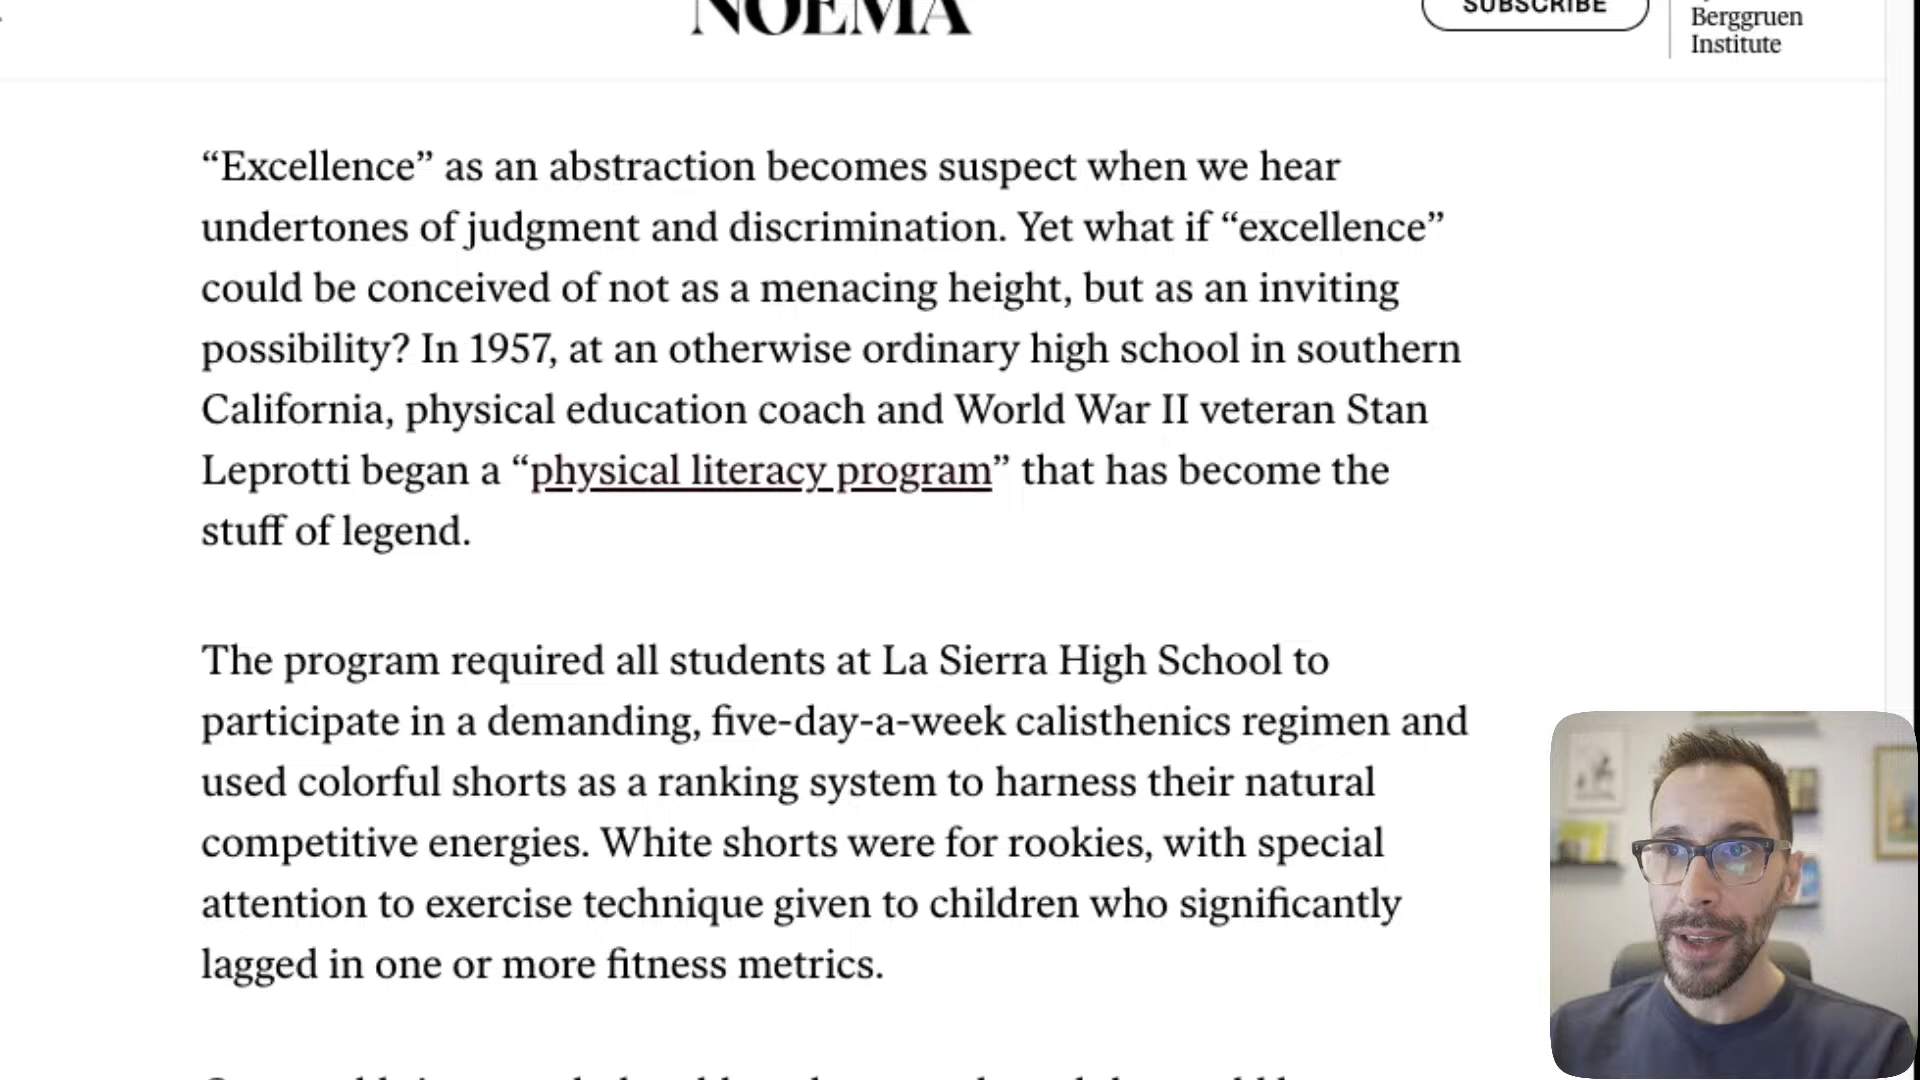 NOEMA
SUBSCRIBE
Berggruen
Institute
“Excellence” as an abstraction becomes suspect when we hear
undertones of judgment and discrimination. Yet what if “excellence”
could be conceived of not as a menacing height, but as an inviting
possibility? In 1957, at an otherwise ordinary high school in southern
California, physical education coach and World War II veteran Stan
Leprotti began a “physical literacy program” that has become the
stuff of legend.
The program required all students at La Sierra High School to
participate in a demanding, five-day-a-week calisthenics regimen and
used colorful shorts as a ranking system to harness their natural
competitive energies. White shorts were for rookies, with special
attention to exercise technique given to children who significantly
lagged in one or more fitness metrics.